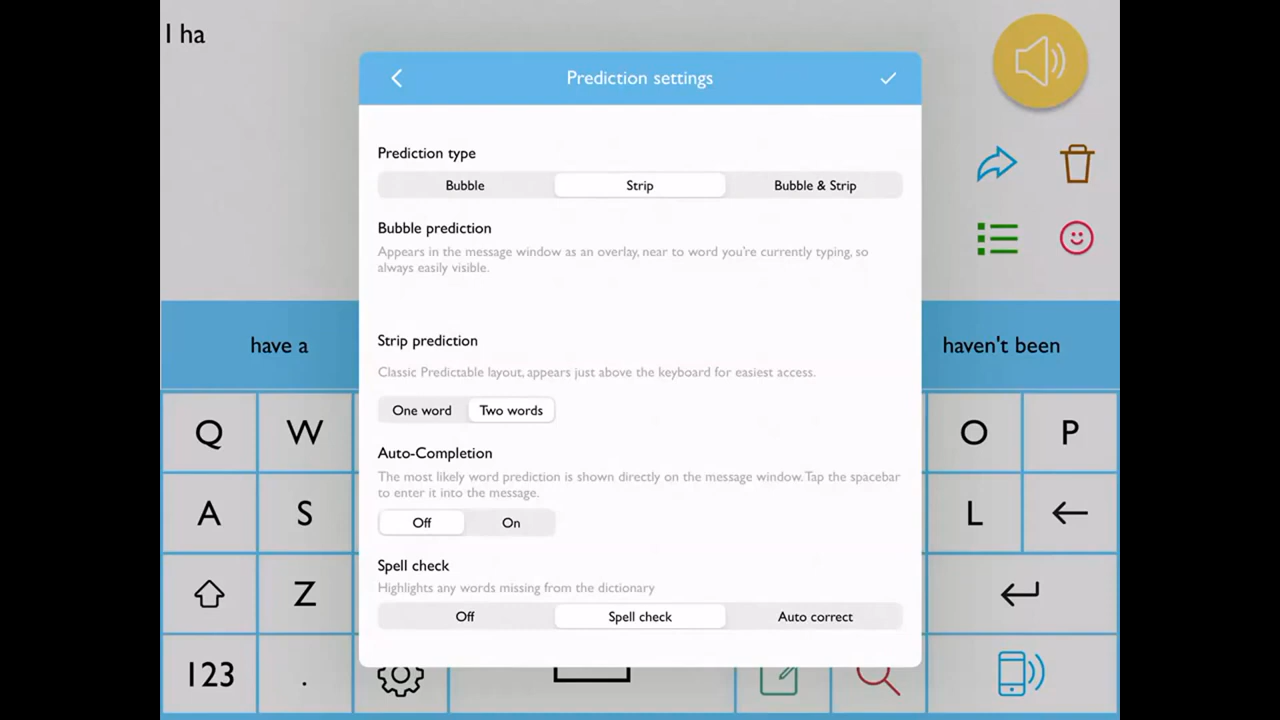 I ha
Prediction settings
Prediction type
Bubble Strip Bubble & Strip
Bubble prediction
Appears in the message window as an overlay, near to word you're currently typing, so
always easily visible.
have a
haven't been
Strip prediction
Classic Predictable layout, appears just above the keyboard for easiest access.
One word Two words
Q W O P
Auto-Completion
The most likely word prediction is shown directly on the message window. Tap the spacebar
to enter it into the message.
Off On
A S L
Spell check
Highlights any words missing from the dictionary
Off Spell check Auto correct
Z
123 .